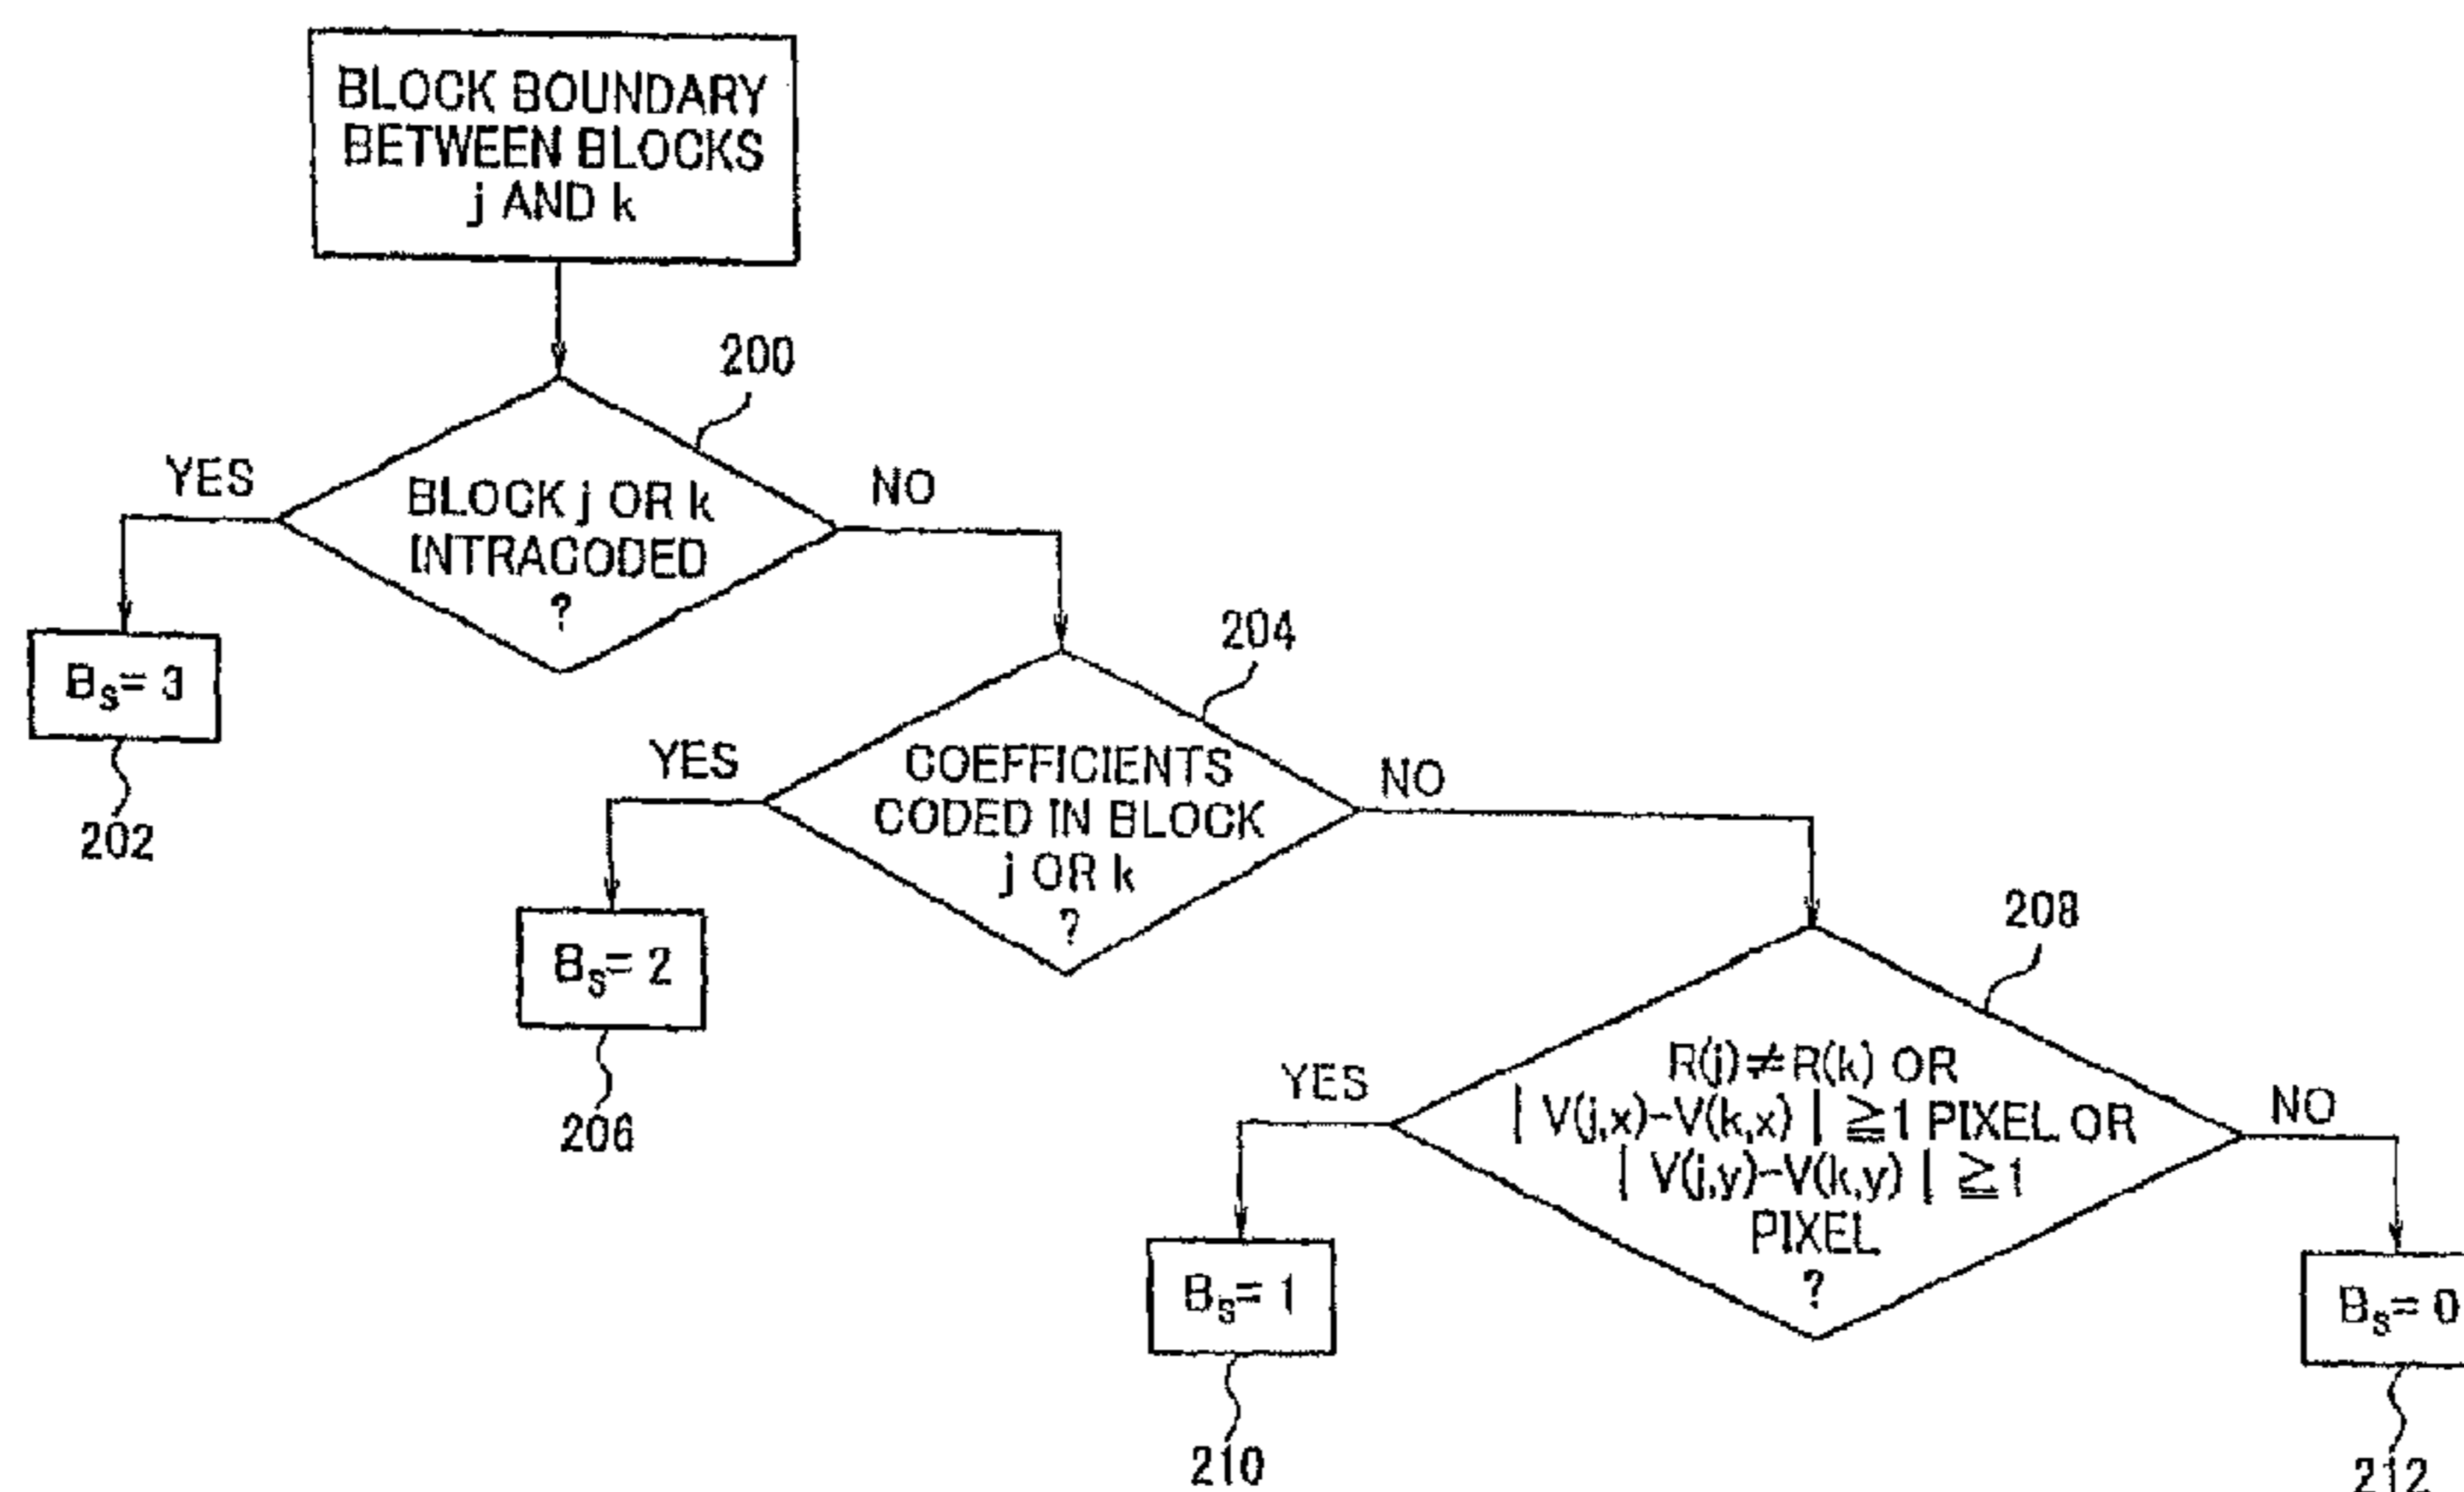 BLOCK BOUNDARY
BETWEEN BLOCKS
j AND k
200
YES
NO
BLOCK j OR k
INTRACODED
?
Bs= 3
202
204
YES
NO
COEFFICIENTS
CODED IN BLOCK
j OR k
?
Bs= 2
206
208
YES
NO
R(j)≠R(k) OR
| V(j,x)-V(k,x) | ≧1 PIXEL OR
| V(j,y)-V(k,y) | ≧1
PIXEL
?
Bs= 1
210
Bs= 0
212